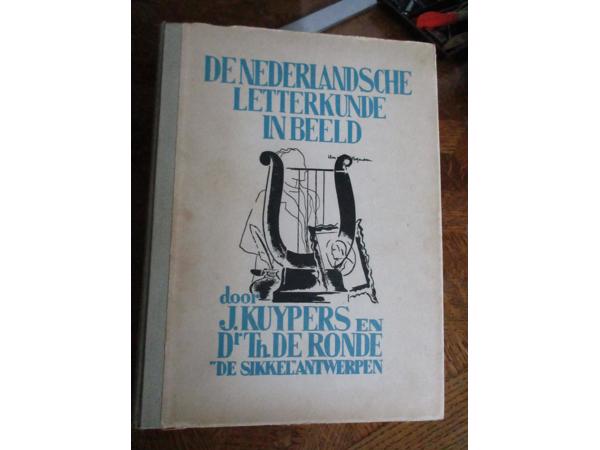 DE NEDERLANDSCHE
LETTERKUNDE
IN BEELD
door
J. KUYPERS EN
Dr Th. DE RONDE
"DE SIKKEL" ANTWERPEN